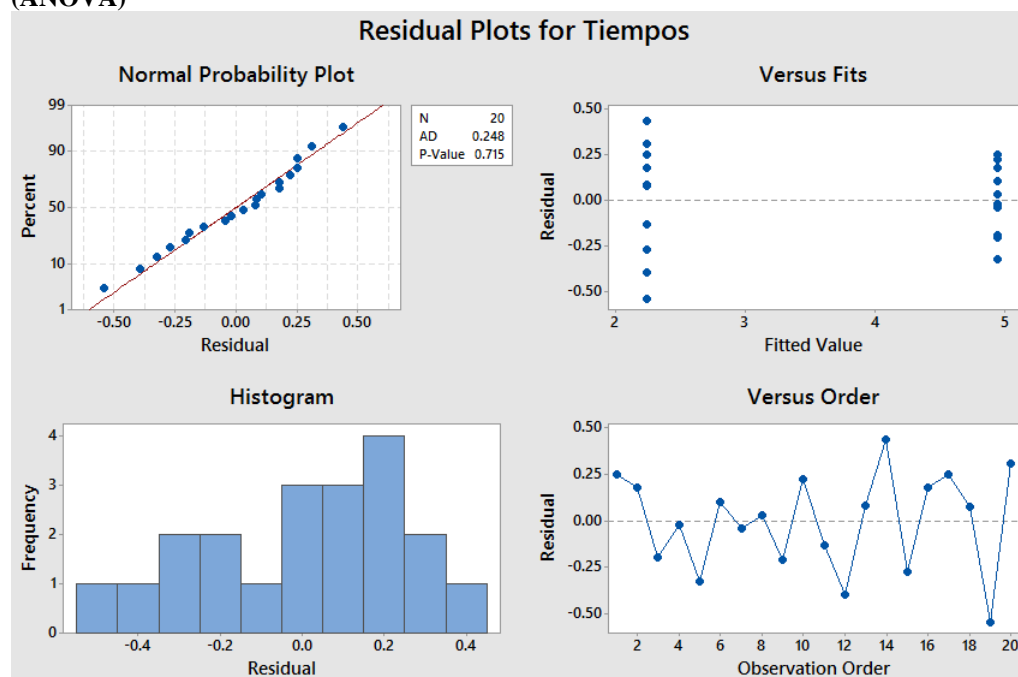 (ANOVA)
Residual Plots for Tiempos
Normal Probability Plot
99
90
50
10
1
Percent
-0.50 -0.25 0.00 0.25 0.50
Residual
N 20
AD 0.248
P-Value 0.715
Versus Fits
0.50
0.25
0.00
-0.25
-0.50
Residual
2 3 4 5
Fitted Value
Histogram
4
3
2
1
0
Frequency
-0.4 -0.2 0.0 0.2 0.4
Residual
Versus Order
0.50
0.25
0.00
-0.25
-0.50
Residual
2 4 6 8 10 12 14 16 18 20
Observation Order